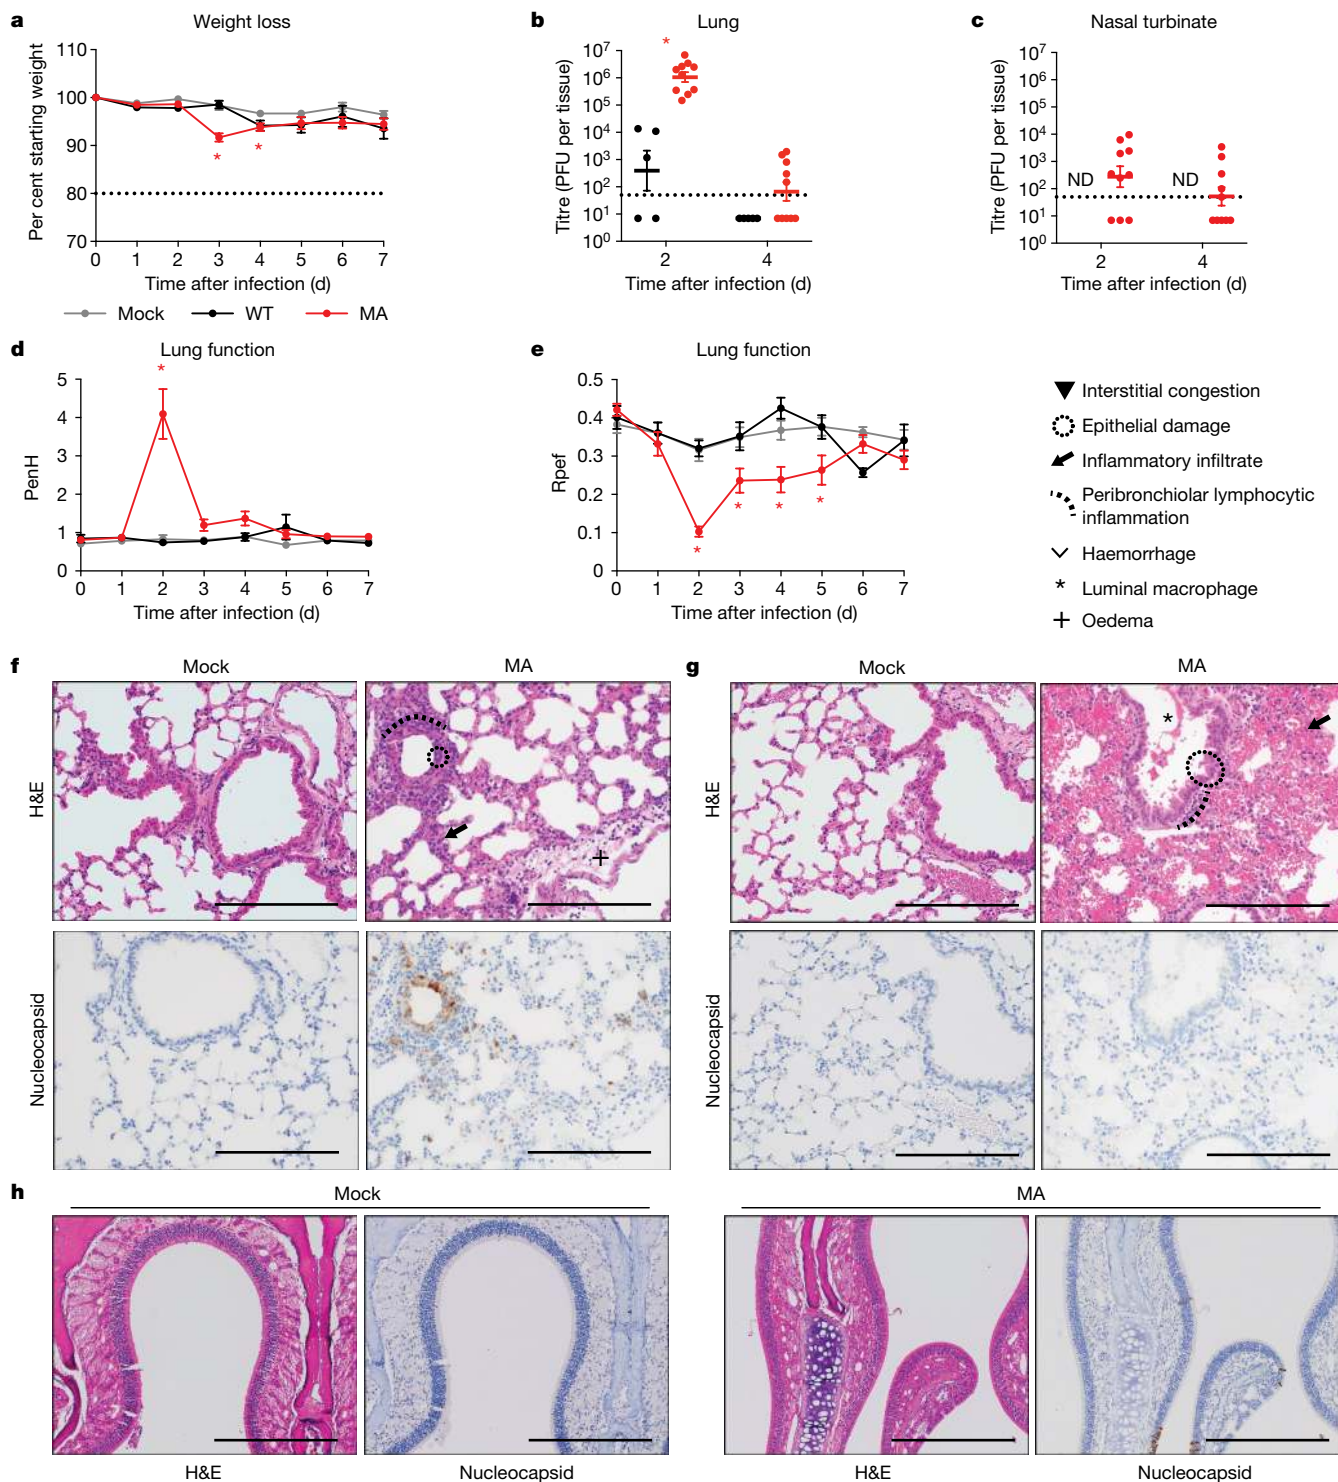 a Weight loss
Per cent starting weight
110
100
90
80
70
0 1 2 3 4 5 6 7
Time after infection (d)
*
*
Mock WT MA
b Lung
Titre (PFU per tissue)
10⁷
10⁶
10⁵
10⁴
10³
10²
10¹
10⁰
*
2 4
Time after infection (d)
c Nasal turbinate
Titre (PFU per tissue)
10⁷
10⁶
10⁵
10⁴
10³
10²
10¹
10⁰
ND ND
2 4
Time after infection (d)
d Lung function
PenH
5
4
3
2
1
0
*
0 1 2 3 4 5 6 7
Time after infection (d)
e Lung function
Rpef
0.5
0.4
0.3
0.2
0.1
0
* * * *
0 1 2 3 4 5 6 7
Time after infection (d)
Interstitial congestion
Epithelial damage
Inflammatory infiltrate
Peribronchiolar lymphocytic
inflammation
Haemorrhage
* Luminal macrophage
+ Oedema
f Mock MA
H&E
+
Nucleocapsid
g Mock MA
H&E
*
Nucleocapsid
h Mock MA
H&E Nucleocapsid H&E Nucleocapsid